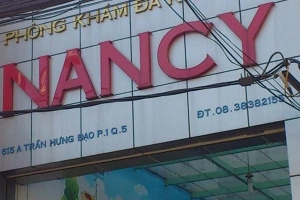 PHÒNG KHÁM ĐA
NANCY
615 A TRẦN HƯNG ĐẠO P.1 Q.5
ĐT.08.3838215